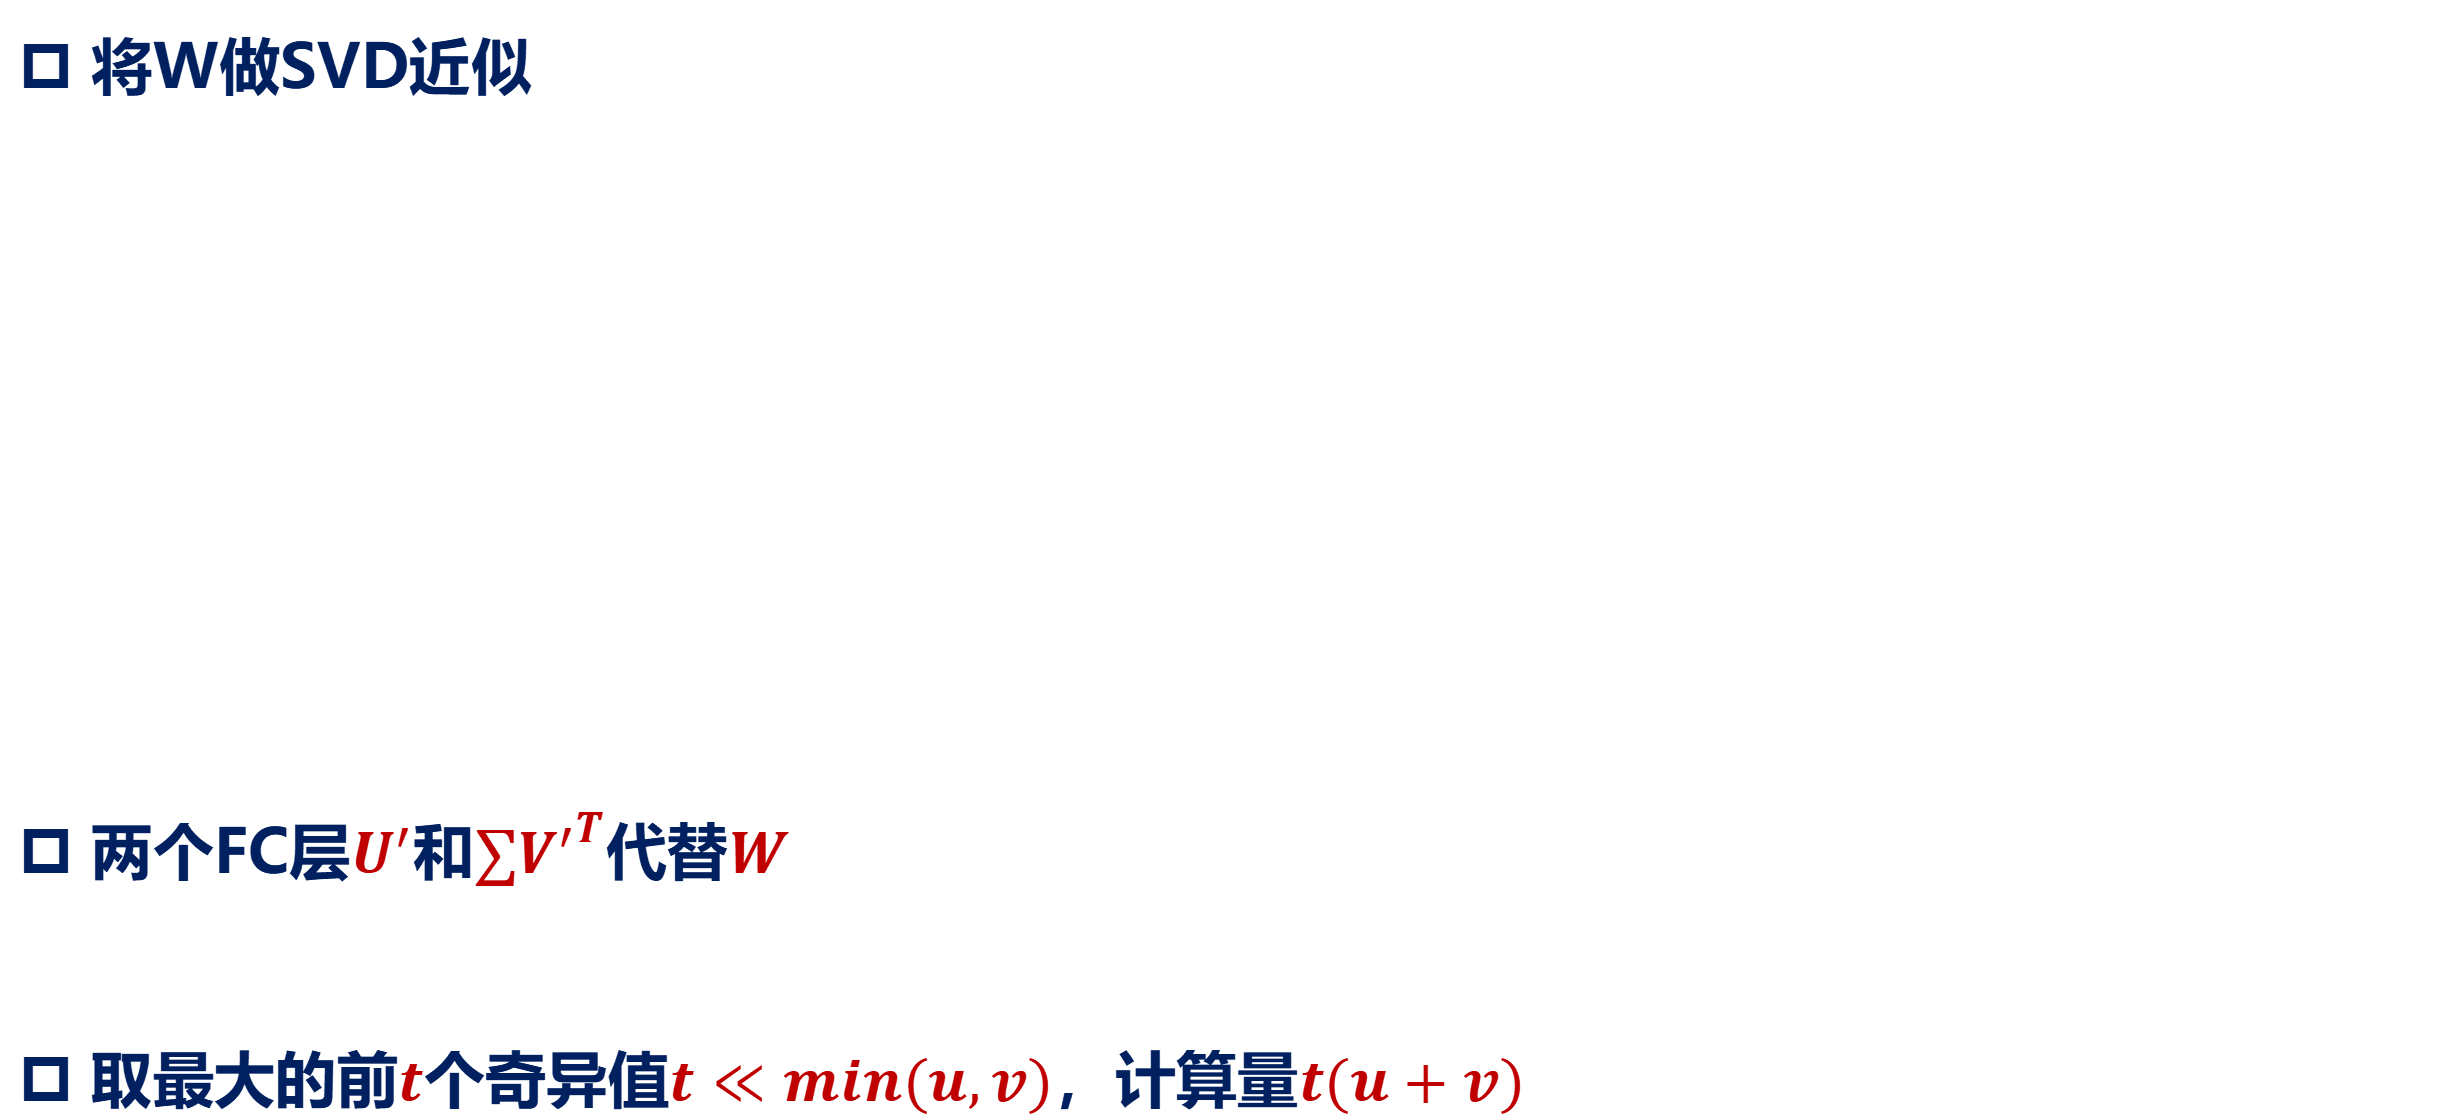 将W做SVD近似
两个FC层U′和∑V′ᵀ代替W
取最大的前t个奇异值t ≪ min(u, v)，计算量t(u + v)